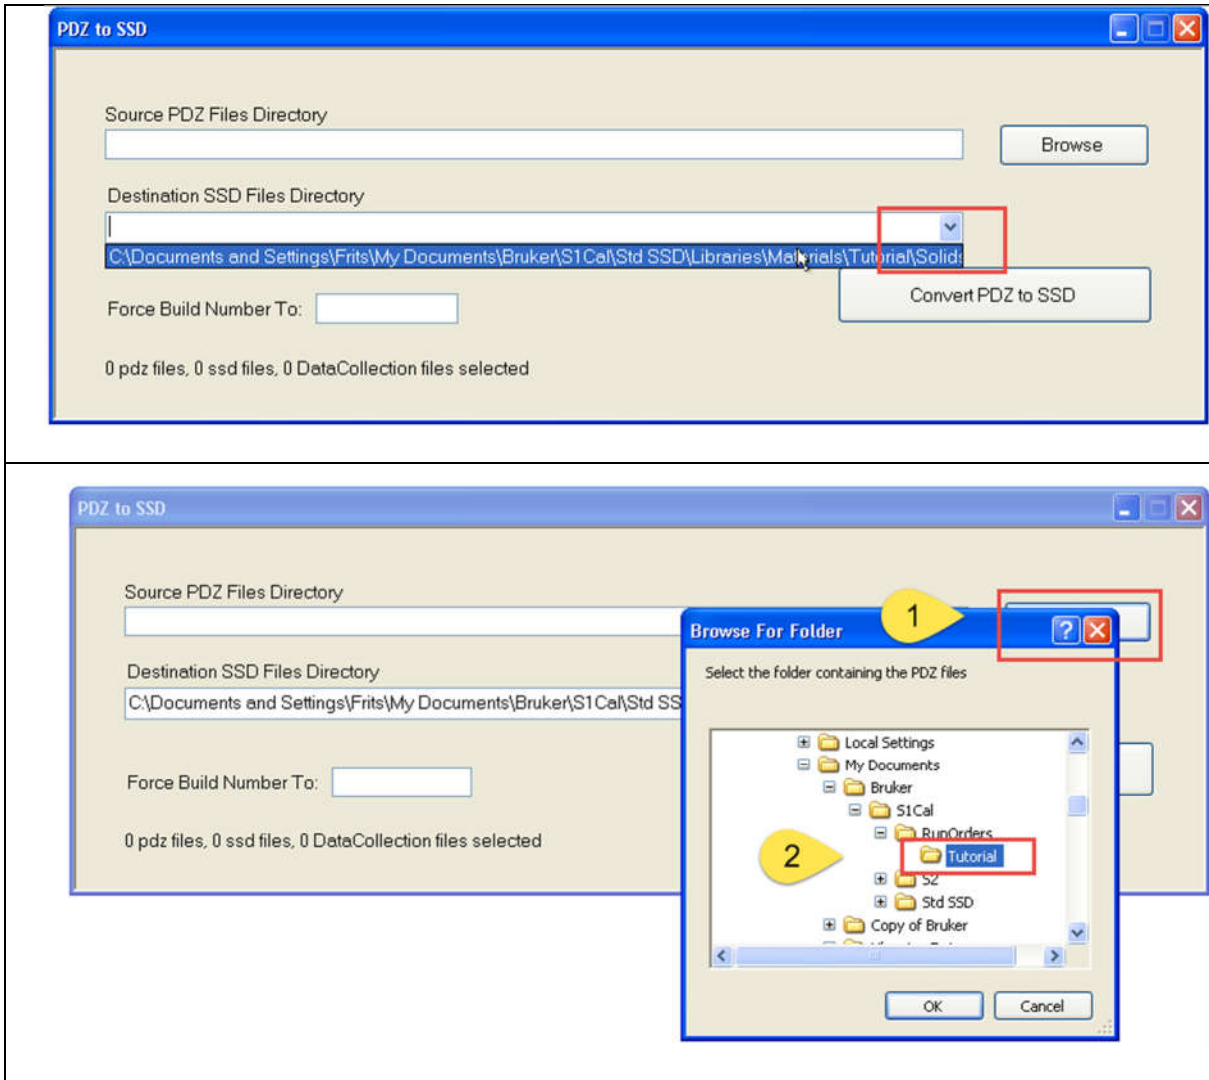 PDZ to SSD
Source PDZ Files Directory
Browse
Destination SSD Files Directory
C:\Documents and Settings\Frits\My Documents\Bruker\S1Cal\Std SSD\Libraries\Materials\Tutorial\Solids
Convert PDZ to SSD
Force Build Number To:
0 pdz files, 0 ssd files, 0 DataCollection files selected
PDZ to SSD
Source PDZ Files Directory
1
Browse For Folder
Select the folder containing the PDZ files
Destination SSD Files Directory
C:\Documents and Settings\Frits\My Documents\Bruker\S1Cal\Std SS
Local Settings
My Documents
Bruker
S1Cal
RunOrders
2
Tutorial
S2
Std SSD
Copy of Bruker
Force Build Number To:
0 pdz files, 0 ssd files, 0 DataCollection files selected
OK
Cancel